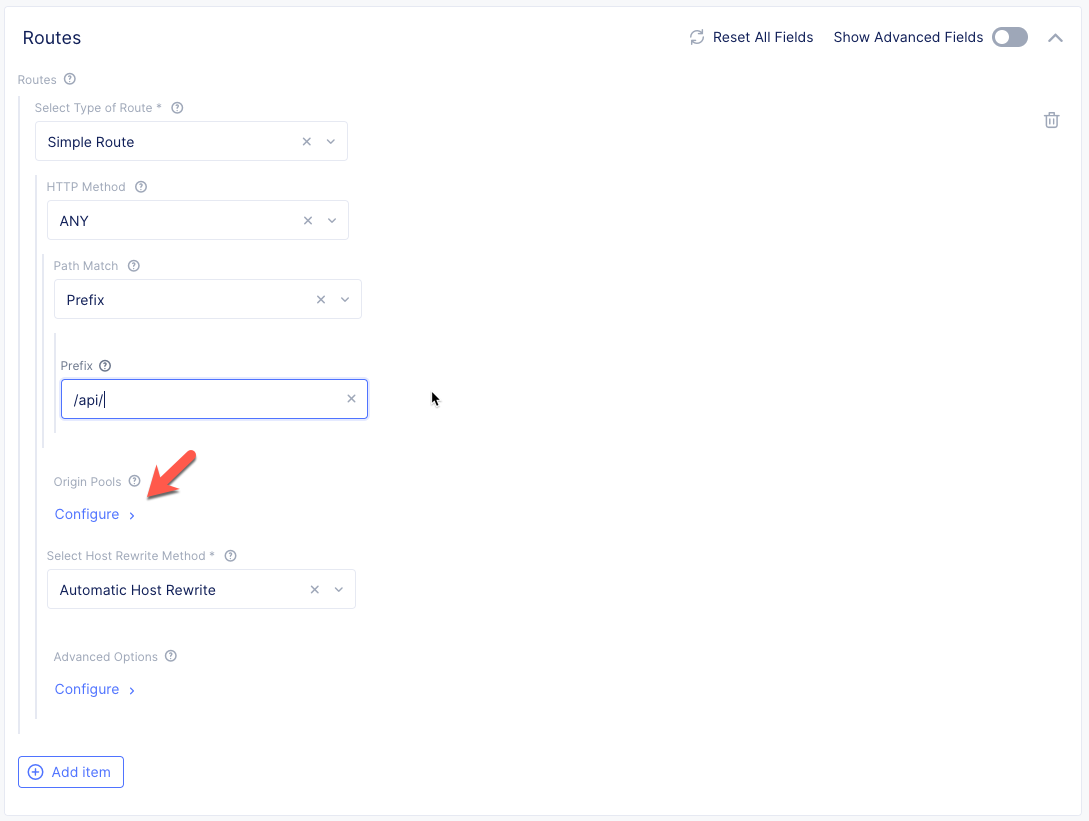 Routes
Reset All Fields
Show Advanced Fields
Routes
Select Type of Route *
Simple Route
HTTP Method
ANY
Path Match
Prefix
Prefix
/api/
Origin Pools
Configure
Select Host Rewrite Method *
Automatic Host Rewrite
Advanced Options
Configure
Add item